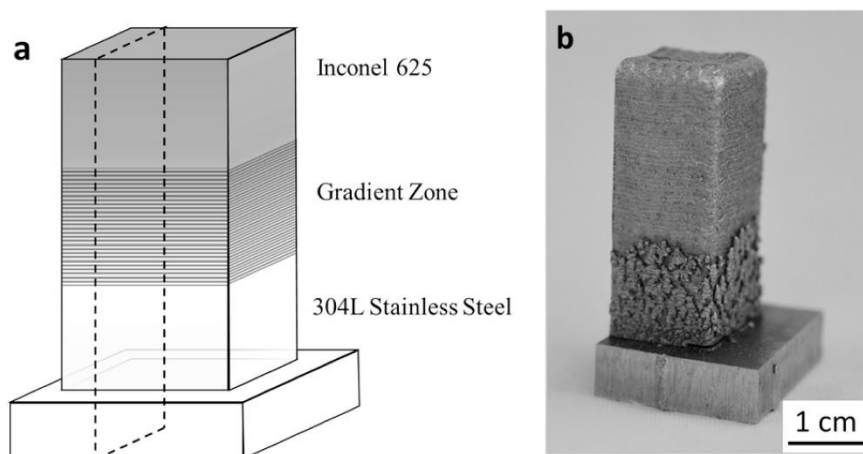 a
Inconel 625
Gradient Zone
304L Stainless Steel
b
1 cm